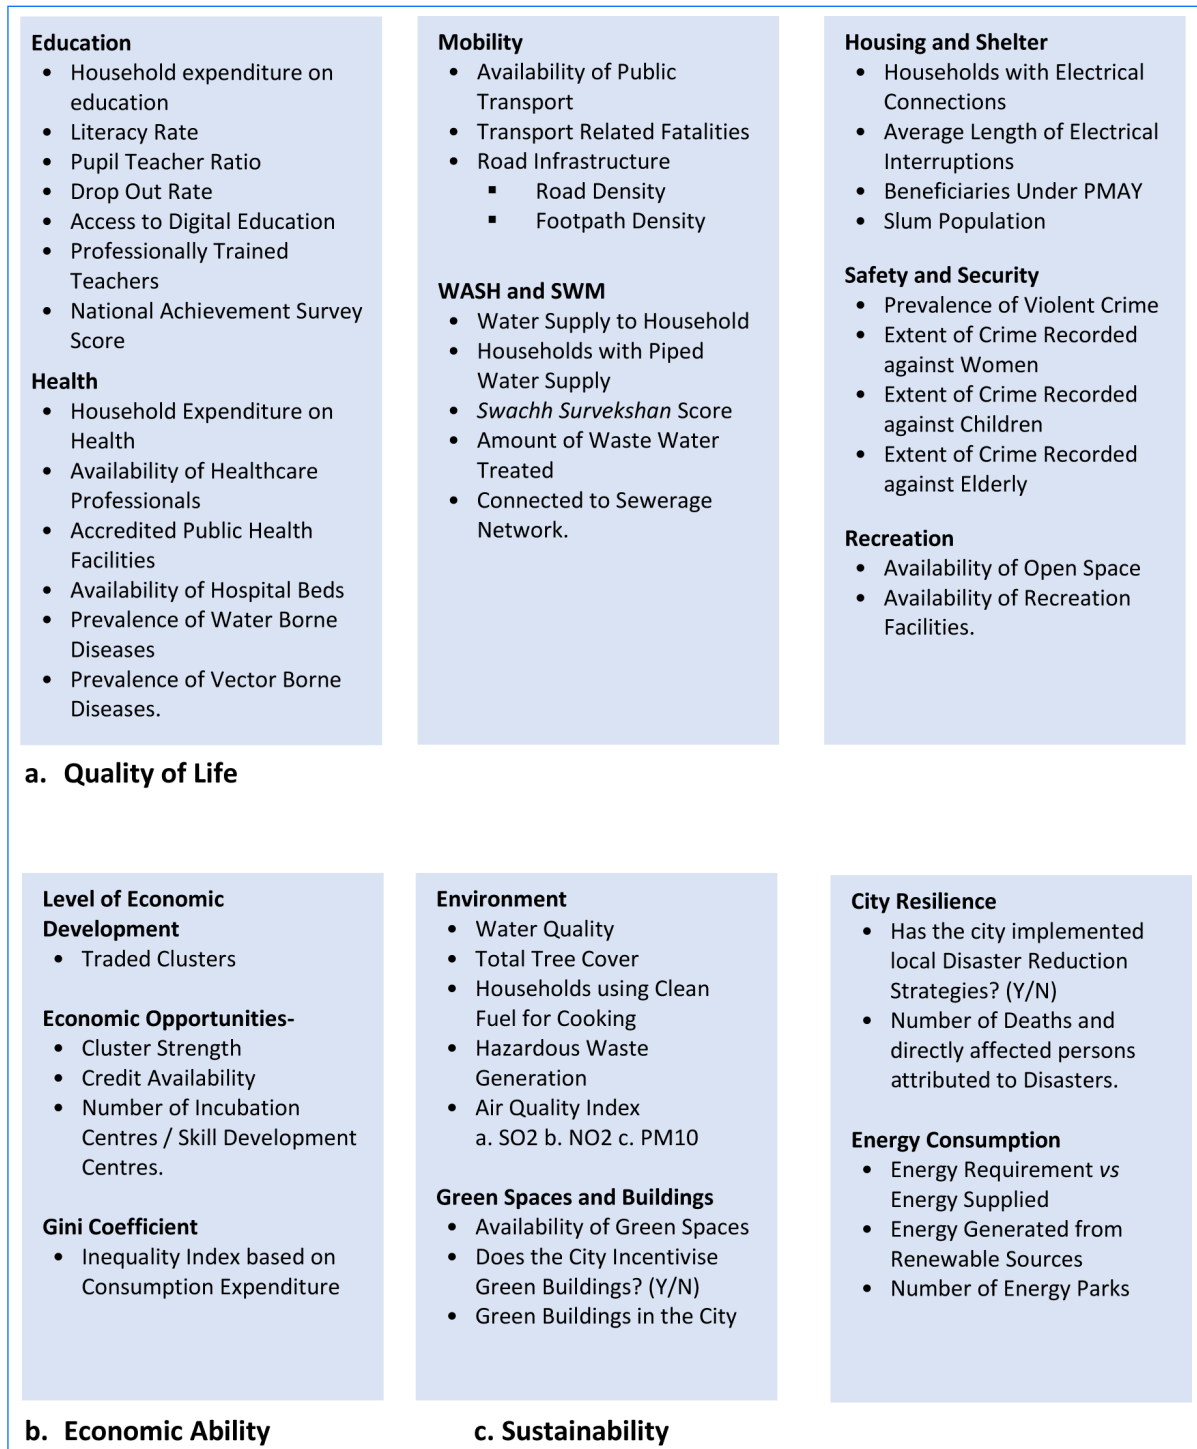 Education
• Household expenditure on
education
• Literacy Rate
• Pupil Teacher Ratio
• Drop Out Rate
• Access to Digital Education
• Professionally Trained
Teachers
• National Achievement Survey
Score
Health
• Household Expenditure on
Health
• Availability of Healthcare
Professionals
• Accredited Public Health
Facilities
• Availability of Hospital Beds
• Prevalence of Water Borne
Diseases
• Prevalence of Vector Borne
Diseases.
Mobility
• Availability of Public
Transport
• Transport Related Fatalities
• Road Infrastructure
▪ Road Density
▪ Footpath Density
WASH and SWM
• Water Supply to Household
• Households with Piped
Water Supply
• Swachh Survekshan Score
• Amount of Waste Water
Treated
• Connected to Sewerage
Network.
Housing and Shelter
• Households with Electrical
Connections
• Average Length of Electrical
Interruptions
• Beneficiaries Under PMAY
• Slum Population
Safety and Security
• Prevalence of Violent Crime
• Extent of Crime Recorded
against Women
• Extent of Crime Recorded
against Children
• Extent of Crime Recorded
against Elderly
Recreation
• Availability of Open Space
• Availability of Recreation
Facilities.
a. Quality of Life
Level of Economic
Development
• Traded Clusters
Economic Opportunities-
• Cluster Strength
• Credit Availability
• Number of Incubation
Centres / Skill Development
Centres.
Gini Coefficient
• Inequality Index based on
Consumption Expenditure
Environment
• Water Quality
• Total Tree Cover
• Households using Clean
Fuel for Cooking
• Hazardous Waste
Generation
• Air Quality Index
a. SO2 b. NO2 c. PM10
Green Spaces and Buildings
• Availability of Green Spaces
• Does the City Incentivise
Green Buildings? (Y/N)
• Green Buildings in the City
City Resilience
• Has the city implemented
local Disaster Reduction
Strategies? (Y/N)
• Number of Deaths and
directly affected persons
attributed to Disasters.
Energy Consumption
• Energy Requirement vs
Energy Supplied
• Energy Generated from
Renewable Sources
• Number of Energy Parks
b. Economic Ability
c. Sustainability